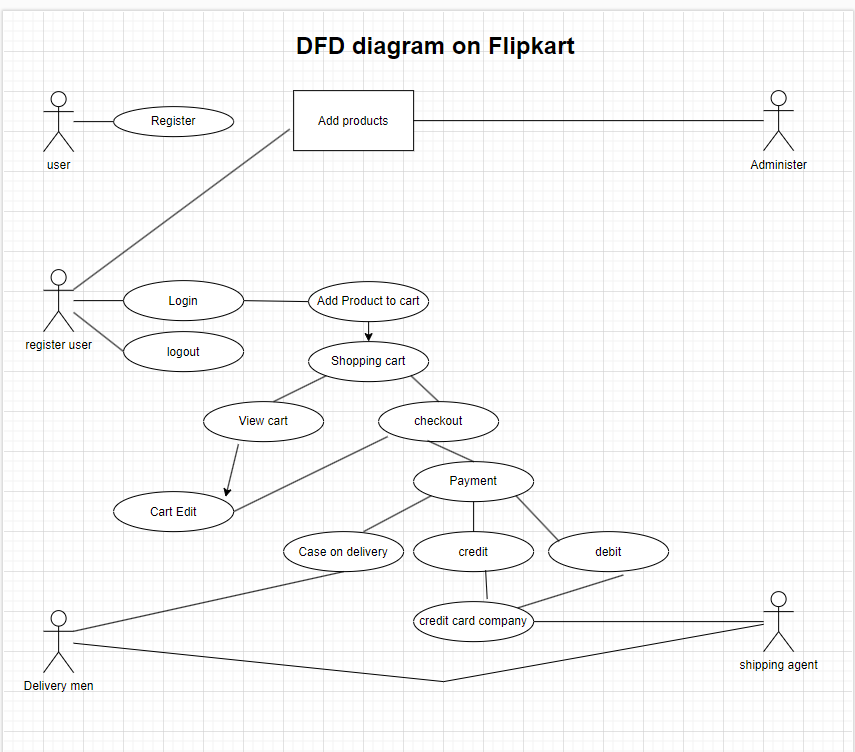 DFD diagram on Flipkart
Register
Add products
user
Administer
Login
Add Product to cart
register user
logout
Shopping cart
View cart
checkout
Payment
Cart Edit
Case on delivery
credit
debit
credit card company
shipping agent
Delivery men